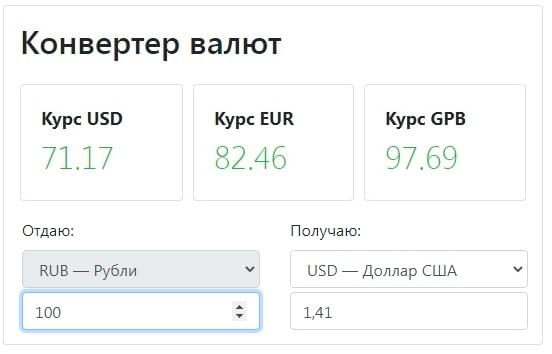 Конвертер валют
Курс USD
71.17
Курс EUR
82.46
Курс GPB
97.69
Отдаю:
RUB — Рубли
100
Получаю:
USD — Доллар США
1,41